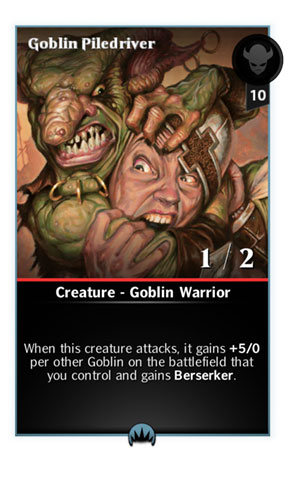 Goblin Piledriver
10
1 / 2
Creature - Goblin Warrior
When this creature attacks, it gains +5/0
per other Goblin on the battlefield that
you control and gains Berserker.